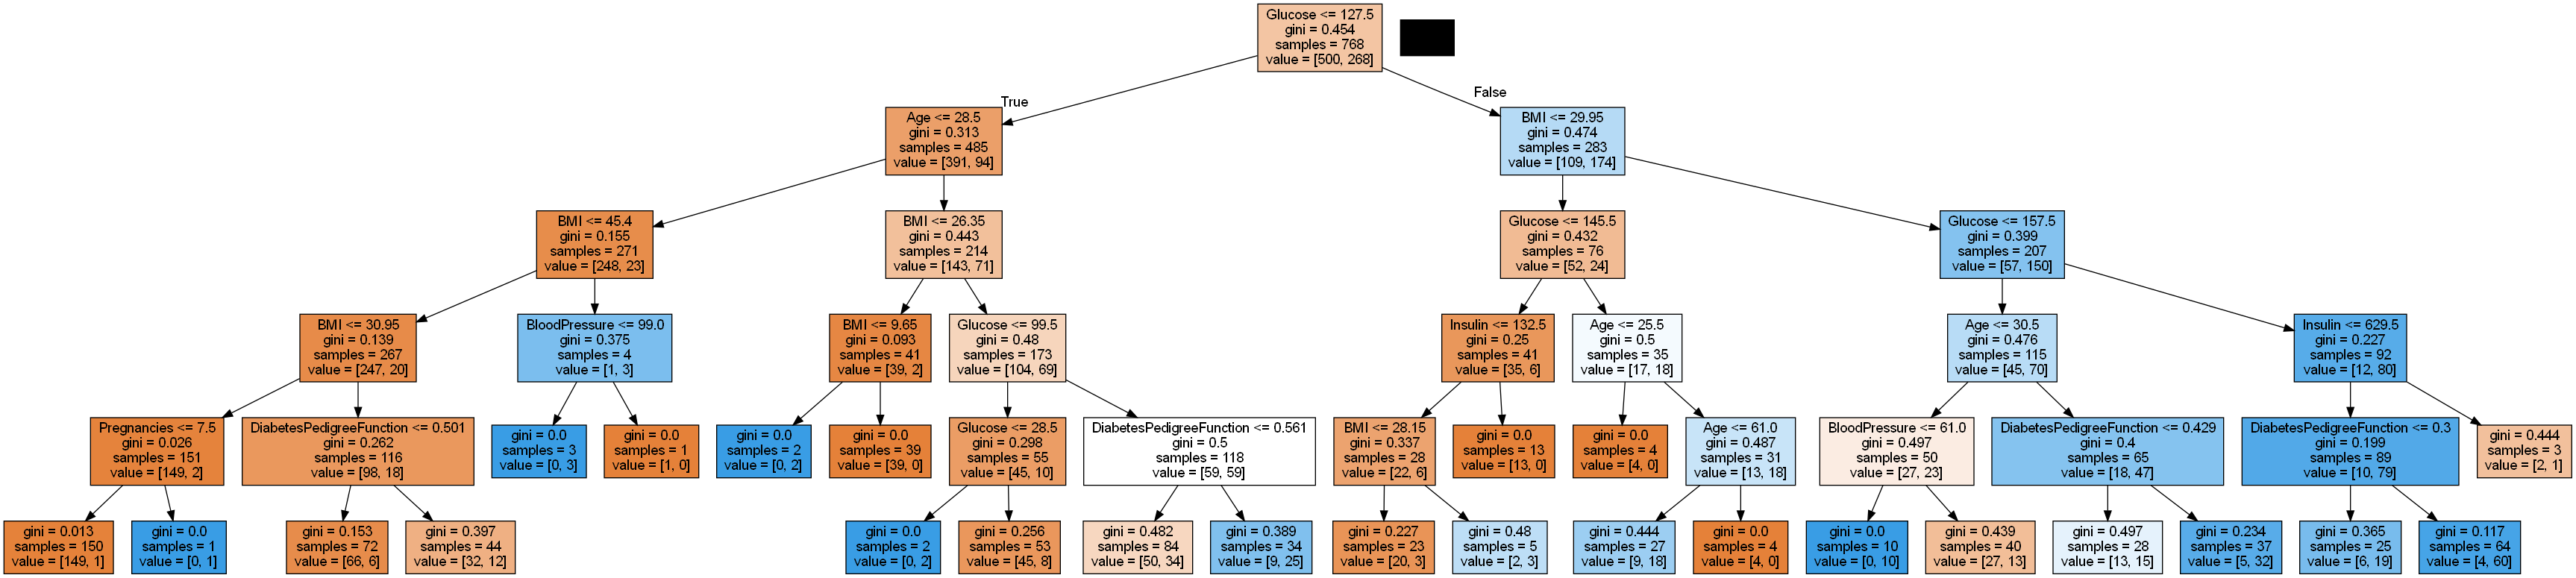 Glucose <= 127.5
gini = 0.454
samples = 768
value = [500, 268]
True
False
Age <= 28.5
gini = 0.313
samples = 485
value = [391, 94]
BMI <= 29.95
gini = 0.474
samples = 283
value = [109, 174]
BMI <= 45.4
gini = 0.155
samples = 271
value = [248, 23]
BMI <= 26.35
gini = 0.443
samples = 214
value = [143, 71]
Glucose <= 145.5
gini = 0.432
samples = 76
value = [52, 24]
Glucose <= 157.5
gini = 0.399
samples = 207
value = [57, 150]
BMI <= 30.95
gini = 0.139
samples = 267
value = [247, 20]
BloodPressure <= 99.0
gini = 0.375
samples = 4
value = [1, 3]
BMI <= 9.65
gini = 0.093
samples = 41
value = [39, 2]
Glucose <= 99.5
gini = 0.48
samples = 173
value = [104, 69]
Insulin <= 132.5
gini = 0.25
samples = 41
value = [35, 6]
Age <= 25.5
gini = 0.5
samples = 35
value = [17, 18]
Age <= 30.5
gini = 0.476
samples = 115
value = [45, 70]
Insulin <= 629.5
gini = 0.227
samples = 92
value = [12, 80]
Pregnancies <= 7.5
gini = 0.026
samples = 151
value = [149, 2]
DiabetesPedigreeFunction <= 0.501
gini = 0.262
samples = 116
value = [98, 18]
gini = 0.0
samples = 3
value = [0, 3]
gini = 0.0
samples = 1
value = [1, 0]
gini = 0.0
samples = 2
value = [0, 2]
gini = 0.0
samples = 39
value = [39, 0]
Glucose <= 28.5
gini = 0.298
samples = 55
value = [45, 10]
DiabetesPedigreeFunction <= 0.561
gini = 0.5
samples = 118
value = [59, 59]
BMI <= 28.15
gini = 0.337
samples = 28
value = [22, 6]
gini = 0.0
samples = 13
value = [13, 0]
gini = 0.0
samples = 4
value = [4, 0]
Age <= 61.0
gini = 0.487
samples = 31
value = [13, 18]
BloodPressure <= 61.0
gini = 0.497
samples = 50
value = [27, 23]
DiabetesPedigreeFunction <= 0.429
gini = 0.4
samples = 65
value = [18, 47]
DiabetesPedigreeFunction <= 0.3
gini = 0.199
samples = 89
value = [10, 79]
gini = 0.444
samples = 3
value = [2, 1]
gini = 0.013
samples = 150
value = [149, 1]
gini = 0.0
samples = 1
value = [0, 1]
gini = 0.153
samples = 72
value = [66, 6]
gini = 0.397
samples = 44
value = [32, 12]
gini = 0.0
samples = 2
value = [0, 2]
gini = 0.256
samples = 53
value = [45, 8]
gini = 0.482
samples = 84
value = [50, 34]
gini = 0.389
samples = 34
value = [9, 25]
gini = 0.227
samples = 23
value = [20, 3]
gini = 0.48
samples = 5
value = [2, 3]
gini = 0.444
samples = 27
value = [9, 18]
gini = 0.0
samples = 4
value = [4, 0]
gini = 0.0
samples = 10
value = [0, 10]
gini = 0.439
samples = 40
value = [27, 13]
gini = 0.497
samples = 28
value = [13, 15]
gini = 0.234
samples = 37
value = [5, 32]
gini = 0.365
samples = 25
value = [6, 19]
gini = 0.117
samples = 64
value = [4, 60]